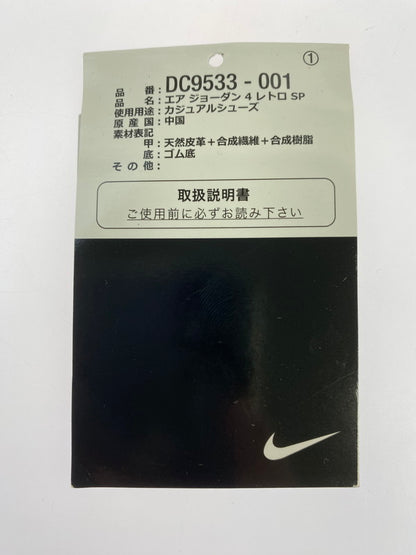 ①
品番：DC9533 - 001
品名：エア ジョーダン 4 レトロ SP
使用用途：カジュアルシューズ
原産国：中国
素材表記
甲：天然皮革＋合成繊維＋合成樹脂
底：ゴム底
その他：
取扱説明書
ご使用前に必ずお読み下さい